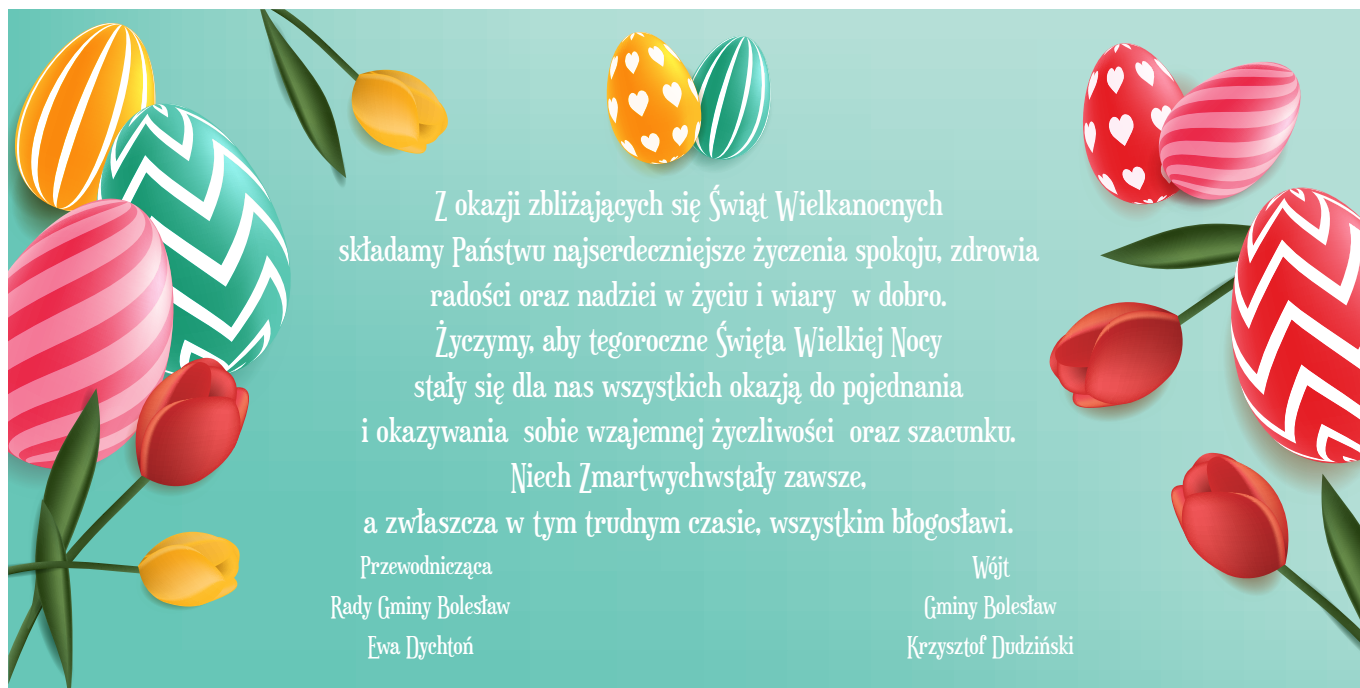 Z okazji zbliżających się Świąt Wielkanocnych
składamy Państwu najserdeczniejsze życzenia spokoju, zdrowia
radości oraz nadziei w życiu i wiary w dobro.
Życzymy, aby tegoroczne Święta Wielkiej Nocy
stały się dla nas wszystkich okazją do pojednania
i okazywania sobie wzajemnej życzliwości oraz szacunku.
Niech Zmartwychwstały zawsze,
a zwłaszcza w tym trudnym czasie, wszystkim błogosławi.
Przewodnicząca
Rady Gminy Bolesław
Ewa Dychtoń
Wójt
Gminy Bolesław
Krzysztof Dudziński